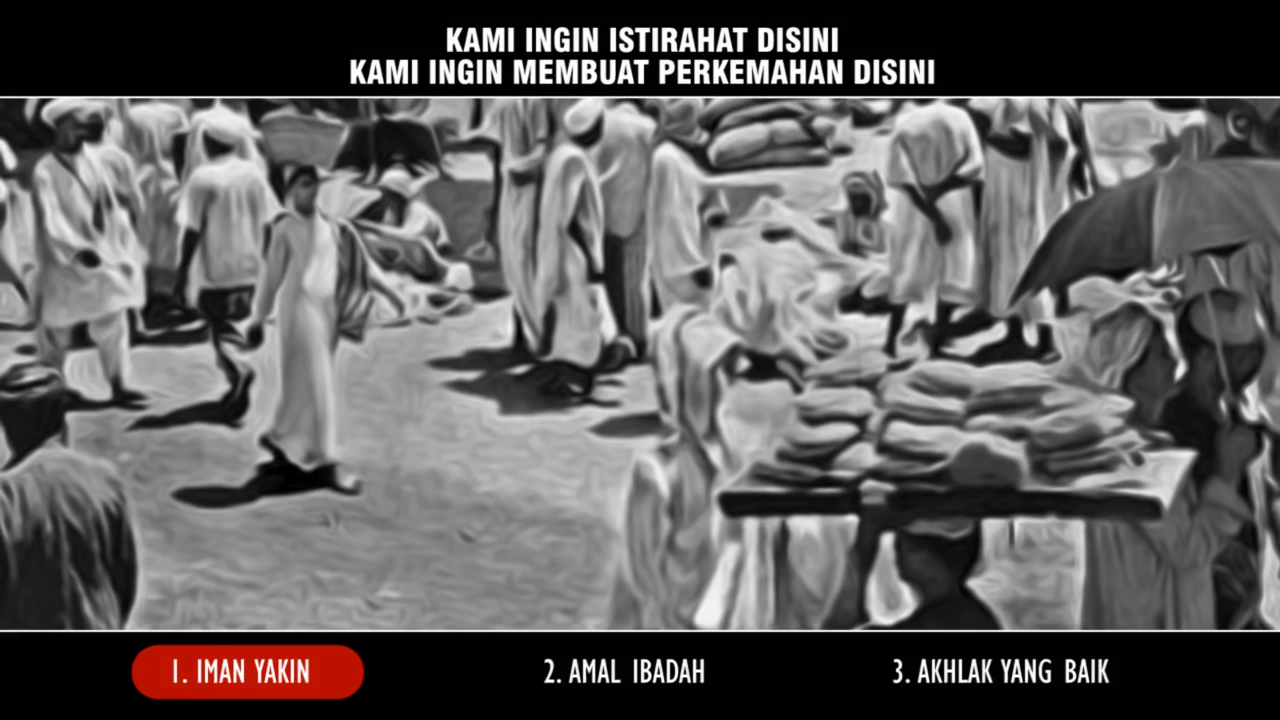 KAMI INGIN ISTIRAHAT DISINI
KAMI INGIN MEMBUAT PERKEMAHAN DISINI
1. IMAN YAKIN
2. AMAL IBADAH
3. AKHLAK YANG BAIK